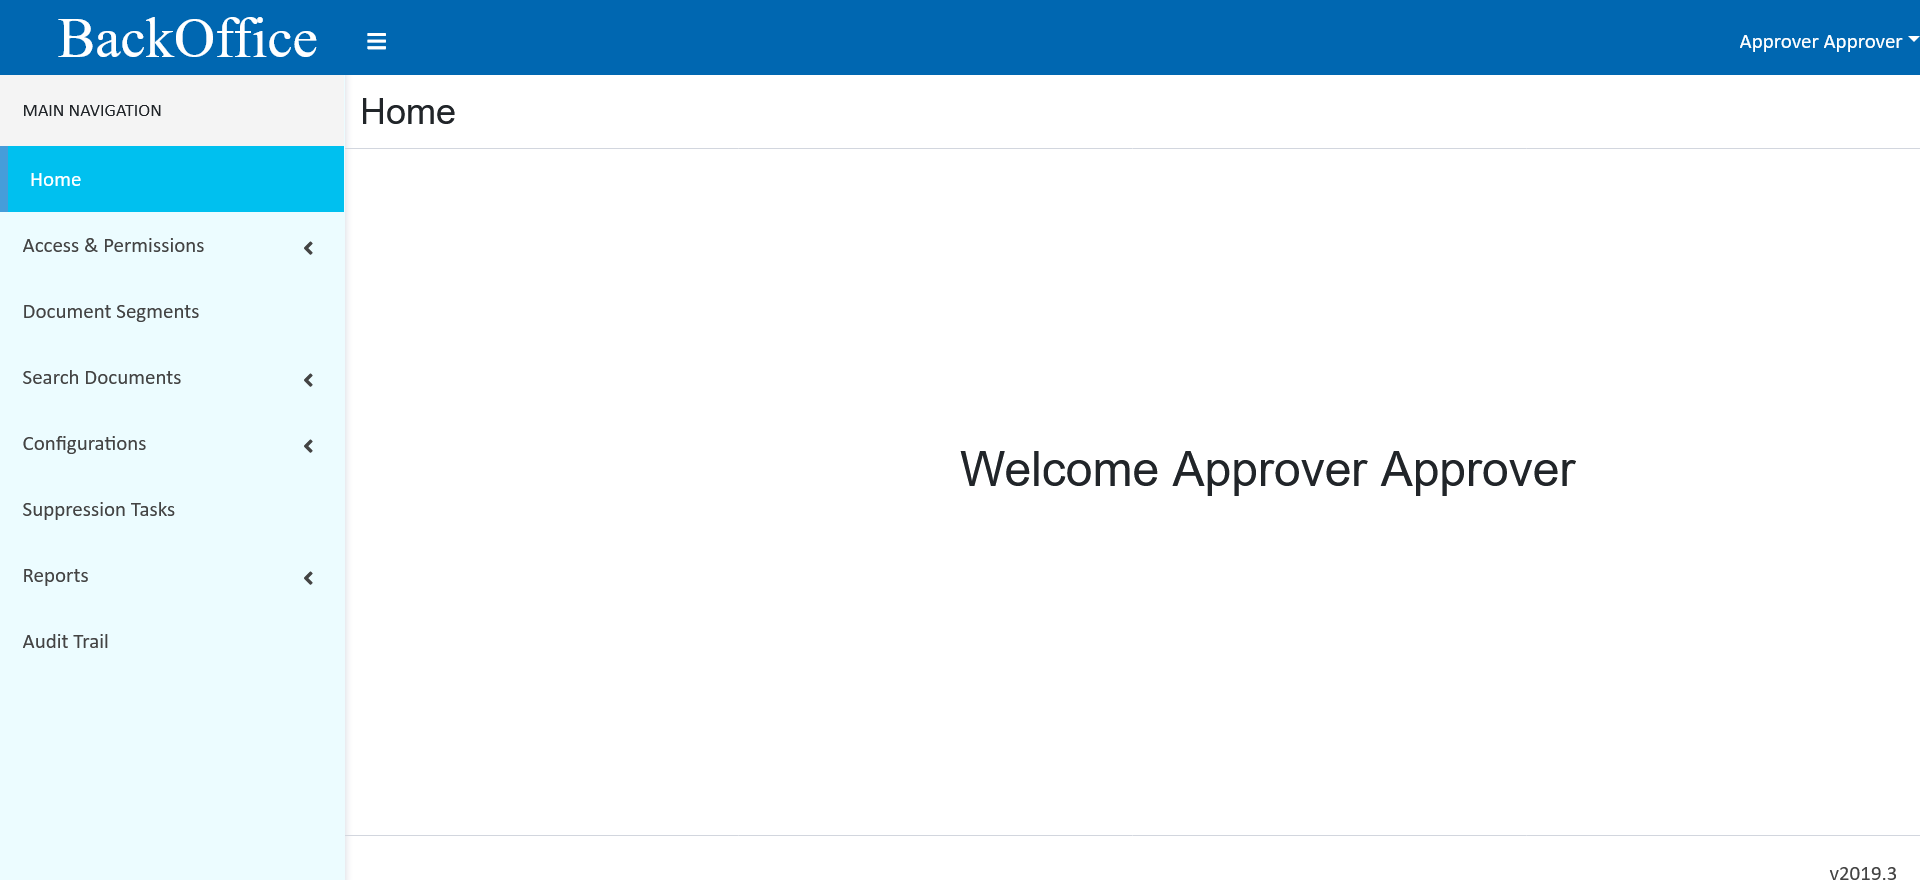 BackOffice
Approver Approver
MAIN NAVIGATION
Home
Home
Access & Permissions
Document Segments
Search Documents
Configurations
Suppression Tasks
Reports
Audit Trail
Welcome Approver Approver
v2019.3